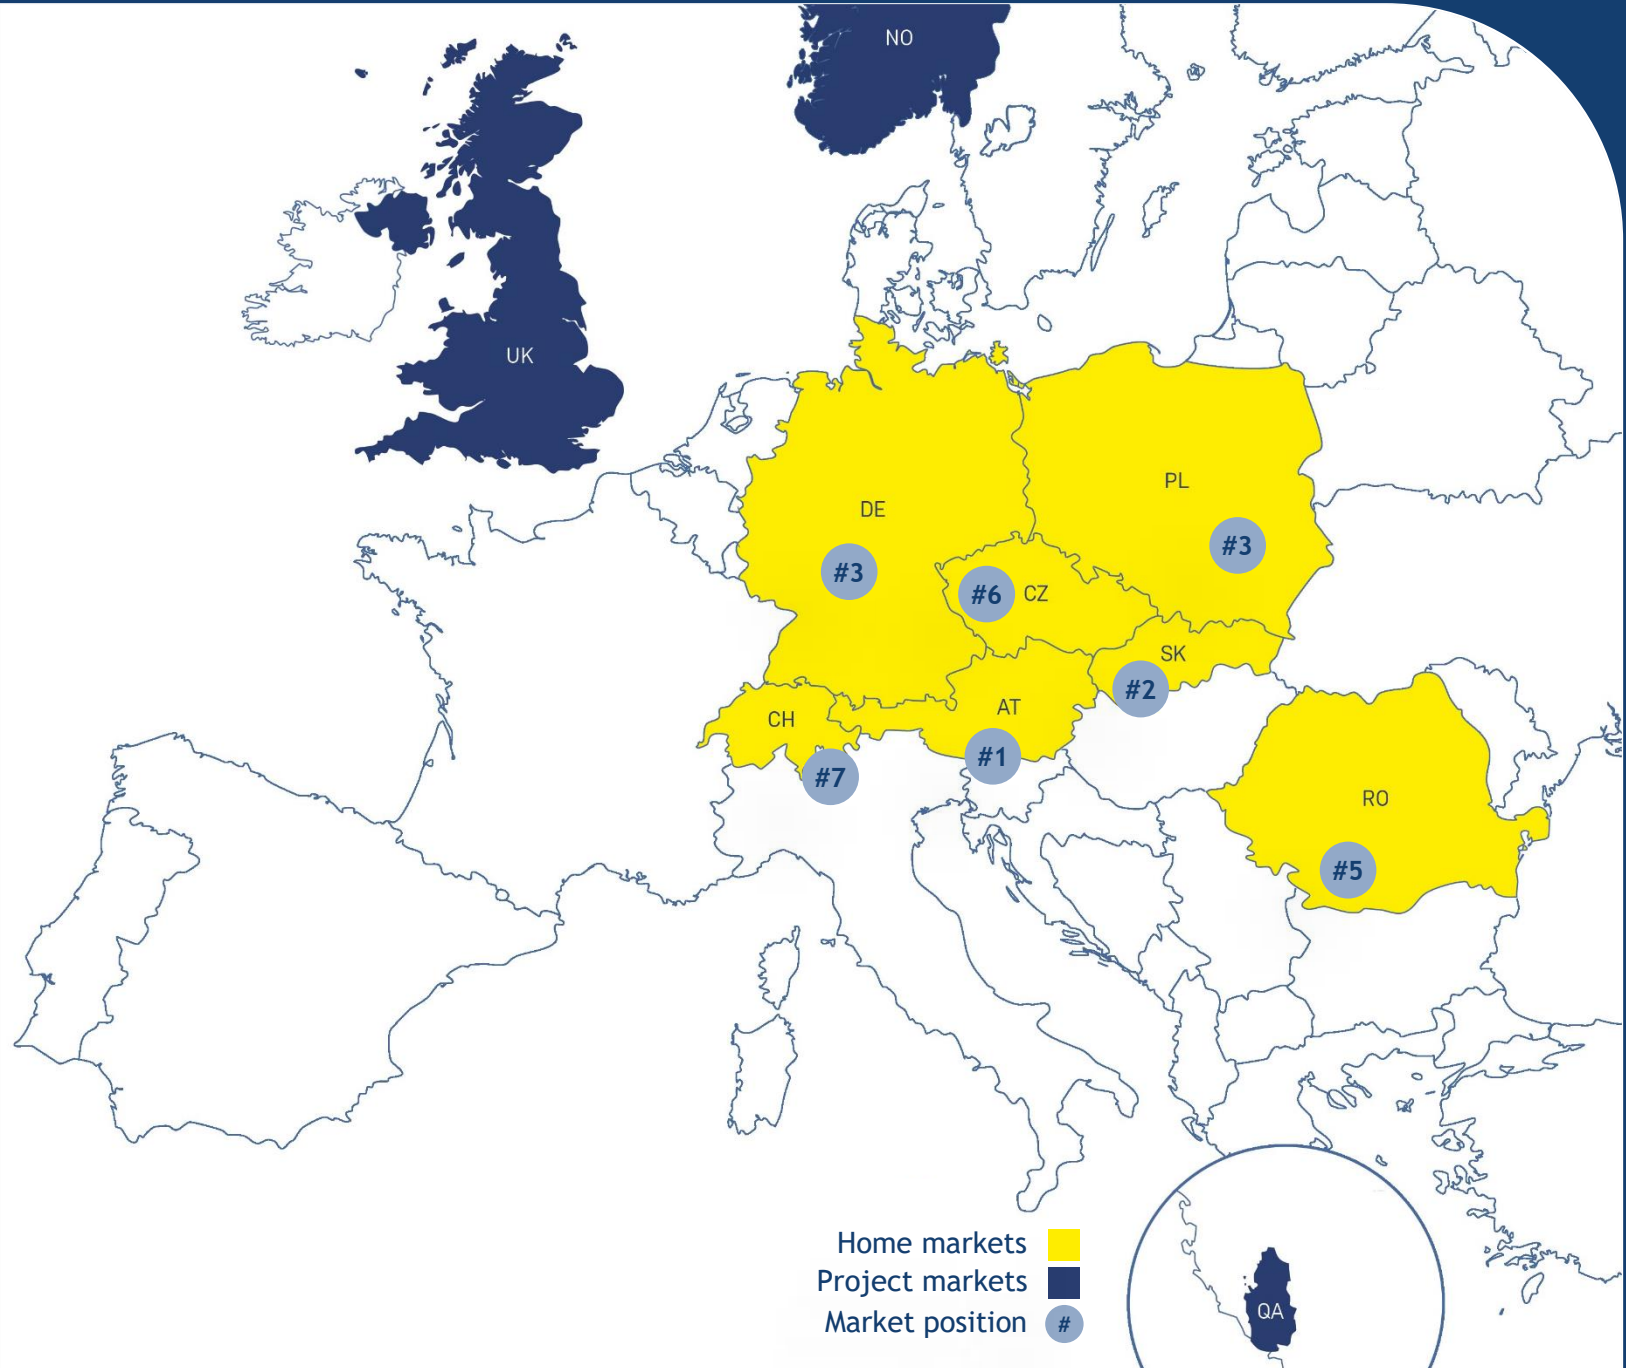 NO
UK
PL
DE
#3
#3
#6 CZ
SK
#2
AT
CH
#1
#7
RO
#5
Home markets
Project markets
Market position #
QA